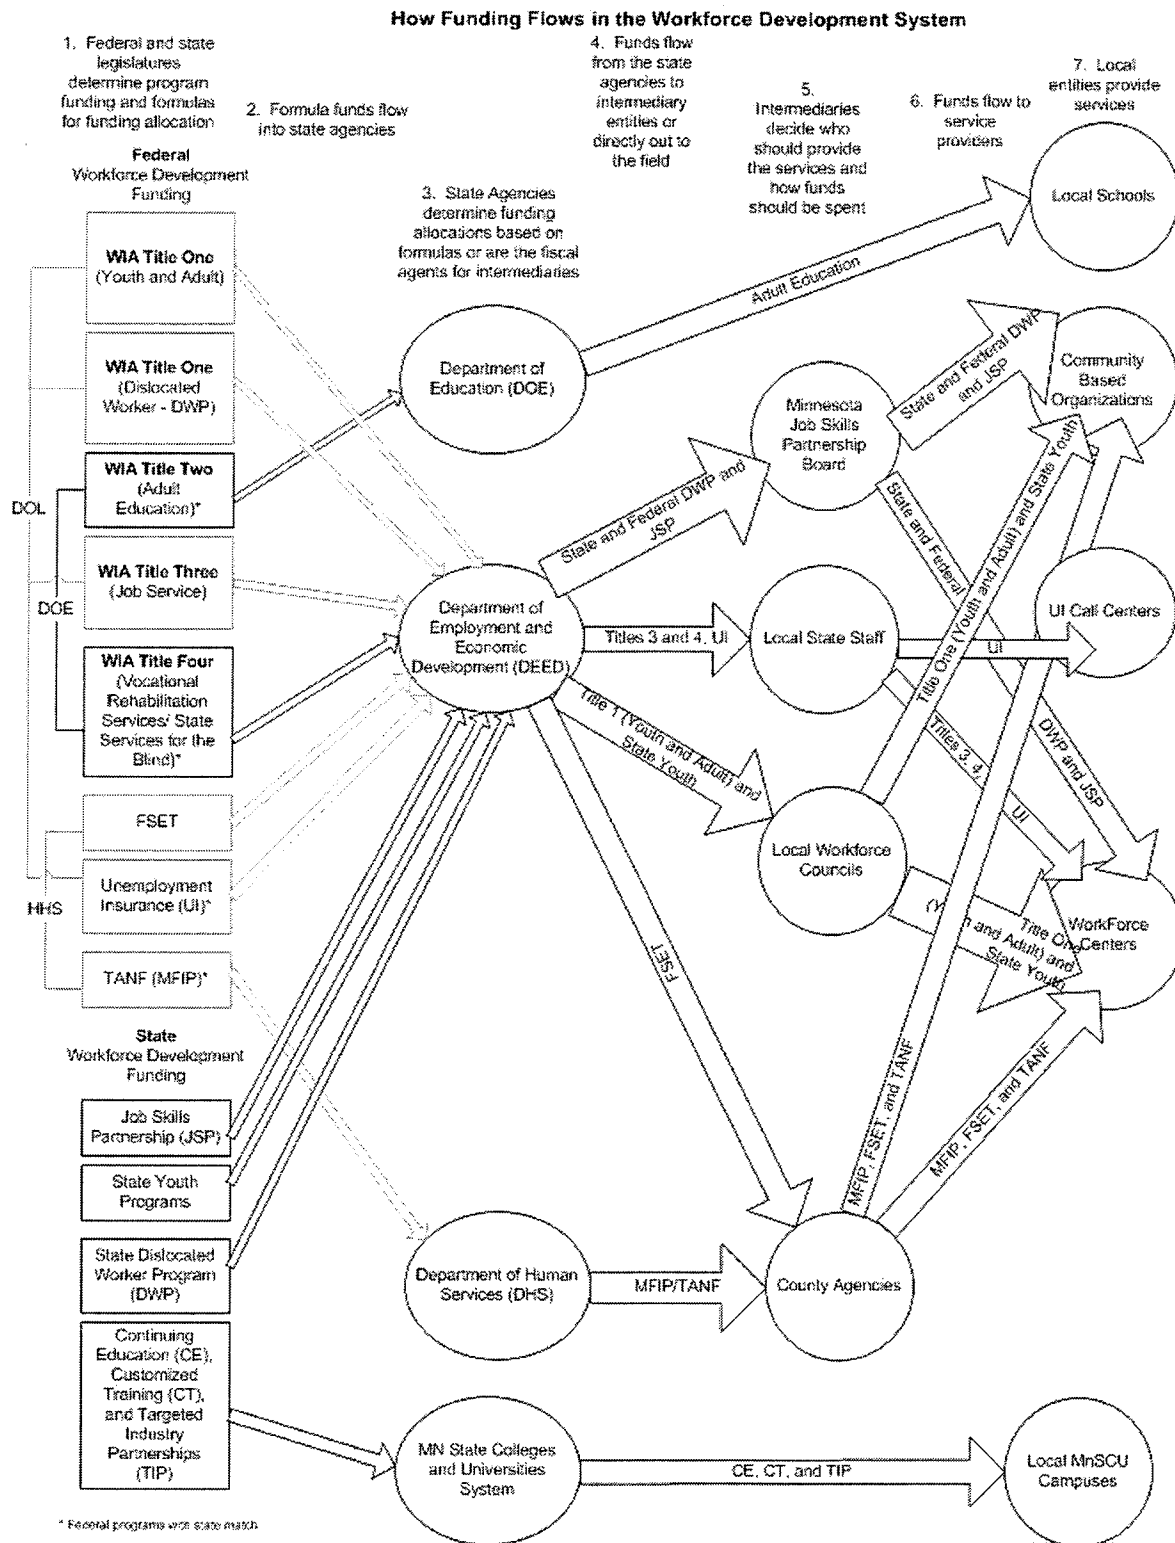 How Funding Flows in the Workforce Development System
1. Federal and state
legislatures
determine program
funding and formulas
for funding allocation
2. Formula funds flow
into state agencies
3. State Agencies
determine funding
allocations based on
formulas or are the fiscal
agents for intermediaries
4. Funds flow
from the state
agencies to
intermediary
entities or
directly out to
the field
5.
Intermediaries
decide who
should provide
the services and
how funds
should be spent
6. Funds flow to
service
providers
7. Local
entities provide
services
Federal
Workforce Development
Funding
WIA Title One
(Youth and Adult)
WIA Title One
(Dislocated
Worker - DWP)
WIA Title Two
(Adult
Education)*
WIA Title Three
(Job Service)
WIA Title Four
(Vocational
Rehabilitation
Services/ State
Services for the
Blind)*
FSET
Unemployment
Insurance (UI)*
TANF (MFIP)*
DOL
DOE
HHS
State
Workforce Development
Funding
Job Skills
Partnership (JSP)
State Youth
Programs
State Dislocated
Worker Program
(DWP)
Continuing
Education (CE),
Customized
Training (CT),
and Targeted
Industry
Partnerships
(TIP)
* Federal programs with state match
Department of
Education (DOE)
Department of
Employment and
Economic
Development (DEED)
Department of Human
Services (DHS)
MN State Colleges
and Universities
System
Adult Education
State and Federal DWP and
JSP
Titles 3 and 4, UI
Title 1 (Youth and Adult) and
State Youth
FSET
MFIP/TANF
CE, CT, and TIP
Minnesota
Job Skills
Partnership
Board
Local State Staff
Local Workforce
Councils
County Agencies
State and Federal DWP
and JSP
State and Federal
DWP and JSP
UI
Titles 3, 4,
UI
Title One (Youth and Adult) and State Youth
Title One
(Youth and Adult) and
State Youth
MFIP, FSET, and TANF
MFIP, FSET, and TANF
Local Schools
Community
Based
Organizations
UI Call Centers
WorkForce
Centers
Local MnSCU
Campuses